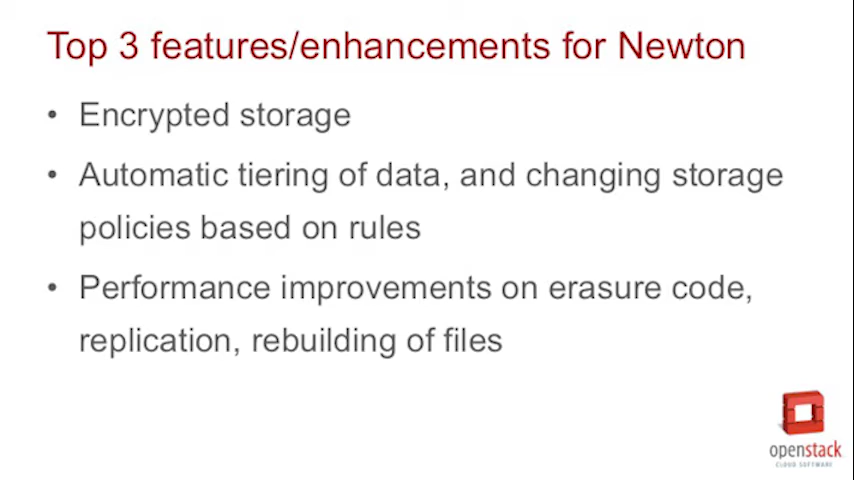 Top 3 features/enhancements for Newton
• Encrypted storage
• Automatic tiering of data, and changing storage
policies based on rules
• Performance improvements on erasure code,
replication, rebuilding of files
openstack
CLOUD SOFTWARE